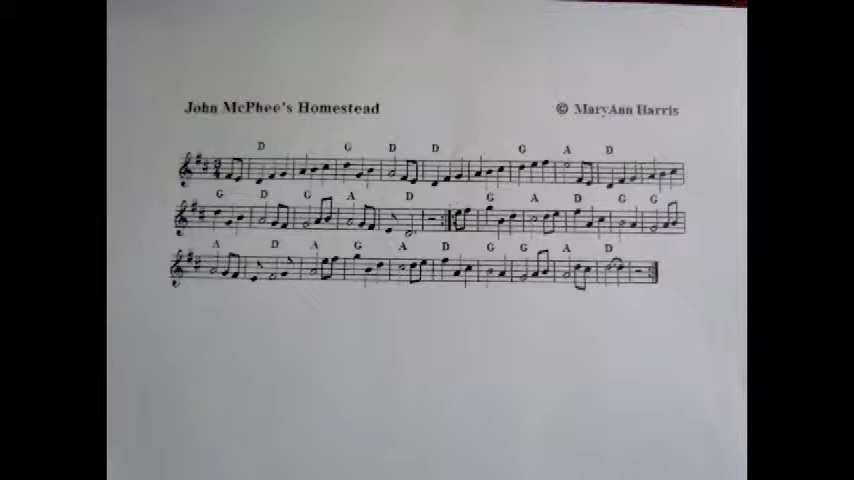 John McPhee's Homestead © MaryAnn Harris
D G D D G A D
G D G A D G A D G G
A D A G A D G G A D